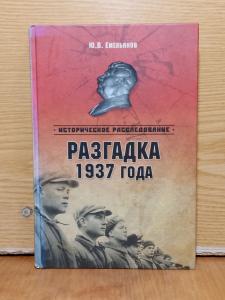 Ю.В. ЕМЕЛЬЯНОВ
ИСТОРИЧЕСКОЕ РАССЛЕДОВАНИЕ
РАЗГАДКА
1937 ГОДА